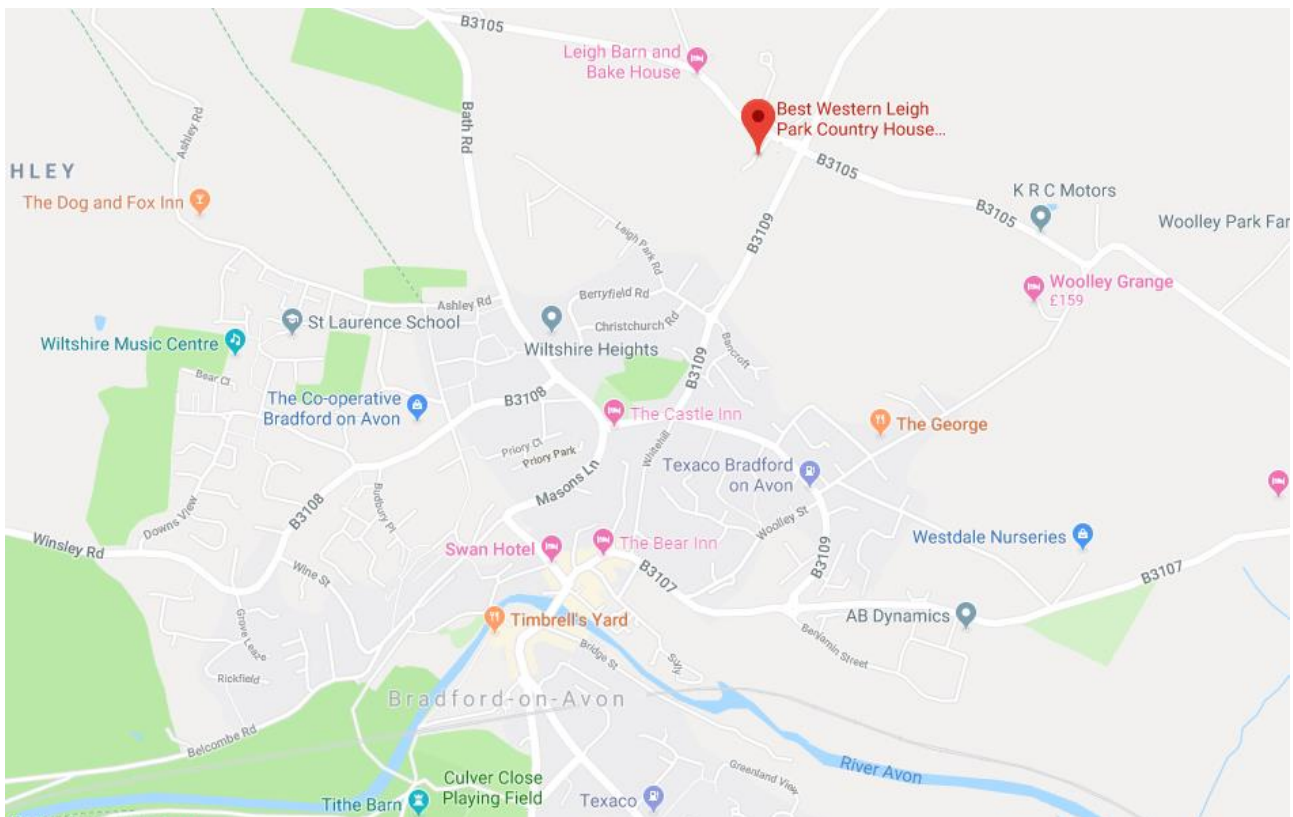 B3105
Leigh Barn and
Bake House
Best Western Leigh
Park Country House...
Bath Rd
Ashley Rd
B3105
HLEY
The Dog and Fox Inn
K R C Motors
B3105
Woolley Park Far
B3109
Leigh Park Rd
Woolley Grange
£159
Berryfield Rd
Ashley Rd
St Laurence School
Christchurch Rd
Wiltshire Music Centre
Wiltshire Heights
Bancroft
B3109
Bear Cl
The Co-operative
Bradford on Avon
B3108
The Castle Inn
The George
Priory Ct
Priory Park
Whitehill
Texaco Bradford
on Avon
Masons Ln
Budbury Pl
B3108
Downs View
Woolley St
Winsley Rd
Swan Hotel
The Bear Inn
Westdale Nurseries
B3109
Wine St
B3107
B3107
Timbrell's Yard
AB Dynamics
Grove Leaze
Bridge St
Benjamin Street
Rickfield
Bradford-on-Avon
Belcombe Rd
River Avon
Greenland View
Culver Close
Playing Field
Tithe Barn
Texaco